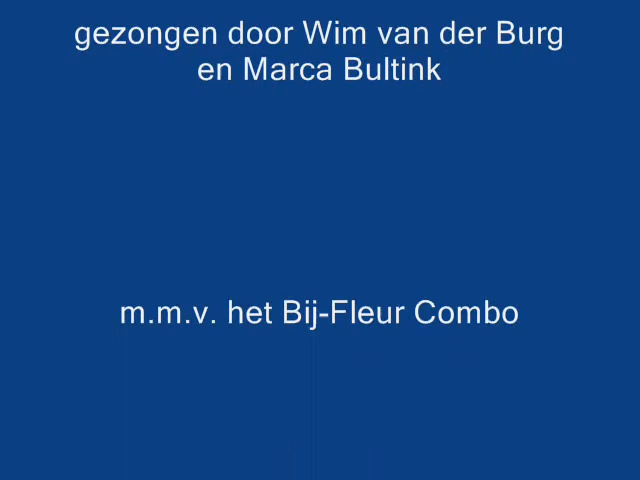 gezongen door Wim van der Burg
en Marca Bultink
m.m.v. het Bij-Fleur Combo